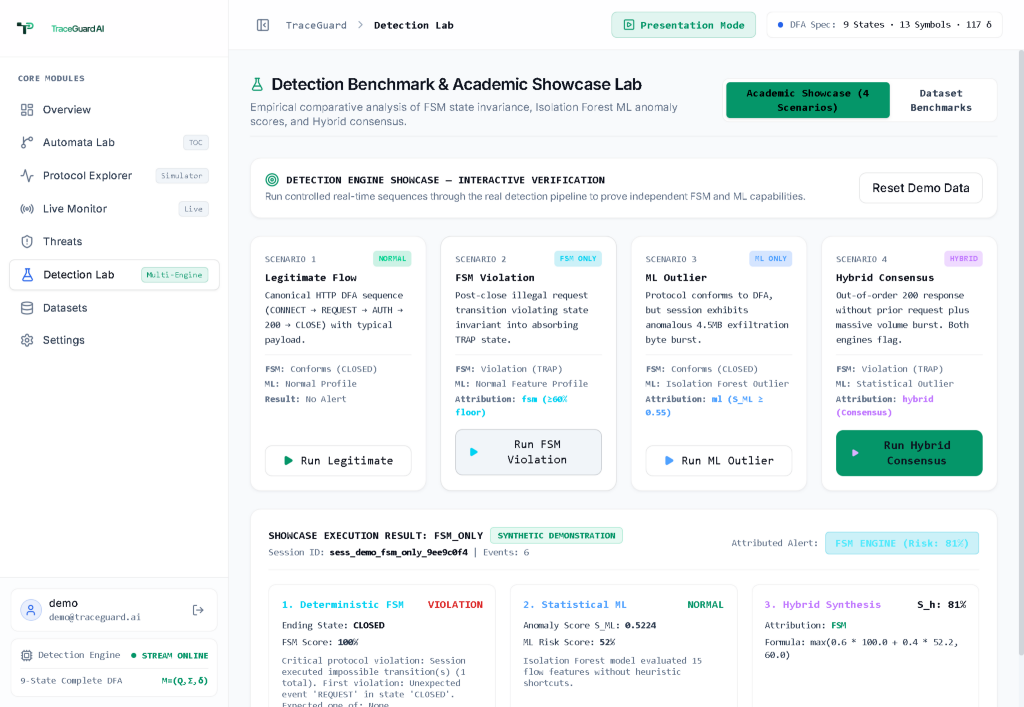 TraceGuard AI
CORE MODULES
Overview
Automata Lab
TOC
Protocol Explorer
Simulator
Live Monitor
Live
Threats
Detection Lab
Multi-Engine
Datasets
Settings
demo
demo@traceguard.ai
Detection Engine
STREAM ONLINE
9-State Complete DFA
M=(Q,Σ,δ)
TraceGuard
Detection Lab
Presentation Mode
DFA Spec: 9 States · 13 Symbols · 117 δ
Detection Benchmark & Academic Showcase Lab
Empirical comparative analysis of FSM state invariance, Isolation Forest ML anomaly
scores, and Hybrid consensus.
Academic Showcase (4
Scenarios)
Dataset
Benchmarks
DETECTION ENGINE SHOWCASE — INTERACTIVE VERIFICATION
Run controlled real-time sequences through the real detection pipeline to prove independent FSM and ML capabilities.
Reset Demo Data
SCENARIO 1
NORMAL
Legitimate Flow
Canonical HTTP DFA sequence
(CONNECT → REQUEST → AUTH →
200 → CLOSE) with typical
payload.
FSM: Conforms (CLOSED)
ML: Normal Profile
Result: No Alert
Run Legitimate
SCENARIO 2
FSM ONLY
FSM Violation
Post-close illegal request
transition violating state
invariant into absorbing
TRAP state.
FSM: Violation (TRAP)
ML: Normal Feature Profile
Attribution: fsm (≥60%
floor)
Run FSM
Violation
SCENARIO 3
ML ONLY
ML Outlier
Protocol conforms to DFA,
but session exhibits
anomalous 4.5MB exfiltration
byte burst.
FSM: Conforms (CLOSED)
ML: Isolation Forest Outlier
Attribution: ml (S_ML ≥
0.55)
Run ML Outlier
SCENARIO 4
HYBRID
Hybrid Consensus
Out-of-order 200 response
without prior request plus
massive volume burst. Both
engines flag.
FSM: Violation (TRAP)
ML: Statistical Outlier
Attribution: hybrid
(Consensus)
Run Hybrid
Consensus
SHOWCASE EXECUTION RESULT: FSM_ONLY
SYNTHETIC DEMONSTRATION
Session ID: sess_demo_fsm_only_9ee9c0f4 | Events: 6
Attributed Alert:
FSM ENGINE (Risk: 81%)
1. Deterministic FSM
VIOLATION
Ending State: CLOSED
FSM Score: 100%
Critical protocol violation: Session
executed impossible transition(s) (1
total). First violation: Unexpected
event 'REQUEST' in state 'CLOSED'.
Expected one of: None
2. Statistical ML
NORMAL
Anomaly Score S_ML: 0.5224
ML Risk Score: 52%
Isolation Forest model evaluated 15
flow features without heuristic
shortcuts.
3. Hybrid Synthesis
S_h: 81%
Attribution: FSM
Formula: max(0.6 * 100.0 + 0.4 * 52.2,
60.0)